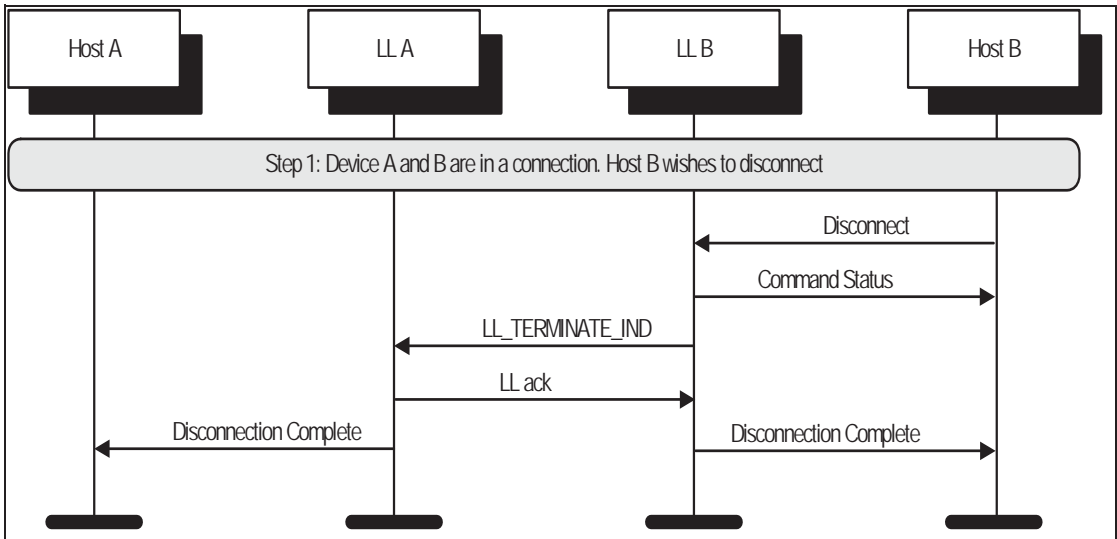 Host A
LL A
LL B
Host B
Step 1: Device A and B are in a connection. Host B wishes to disconnect
Disconnect
Command Status
LL_TERMINATE_IND
LL ack
Disconnection Complete
Disconnection Complete